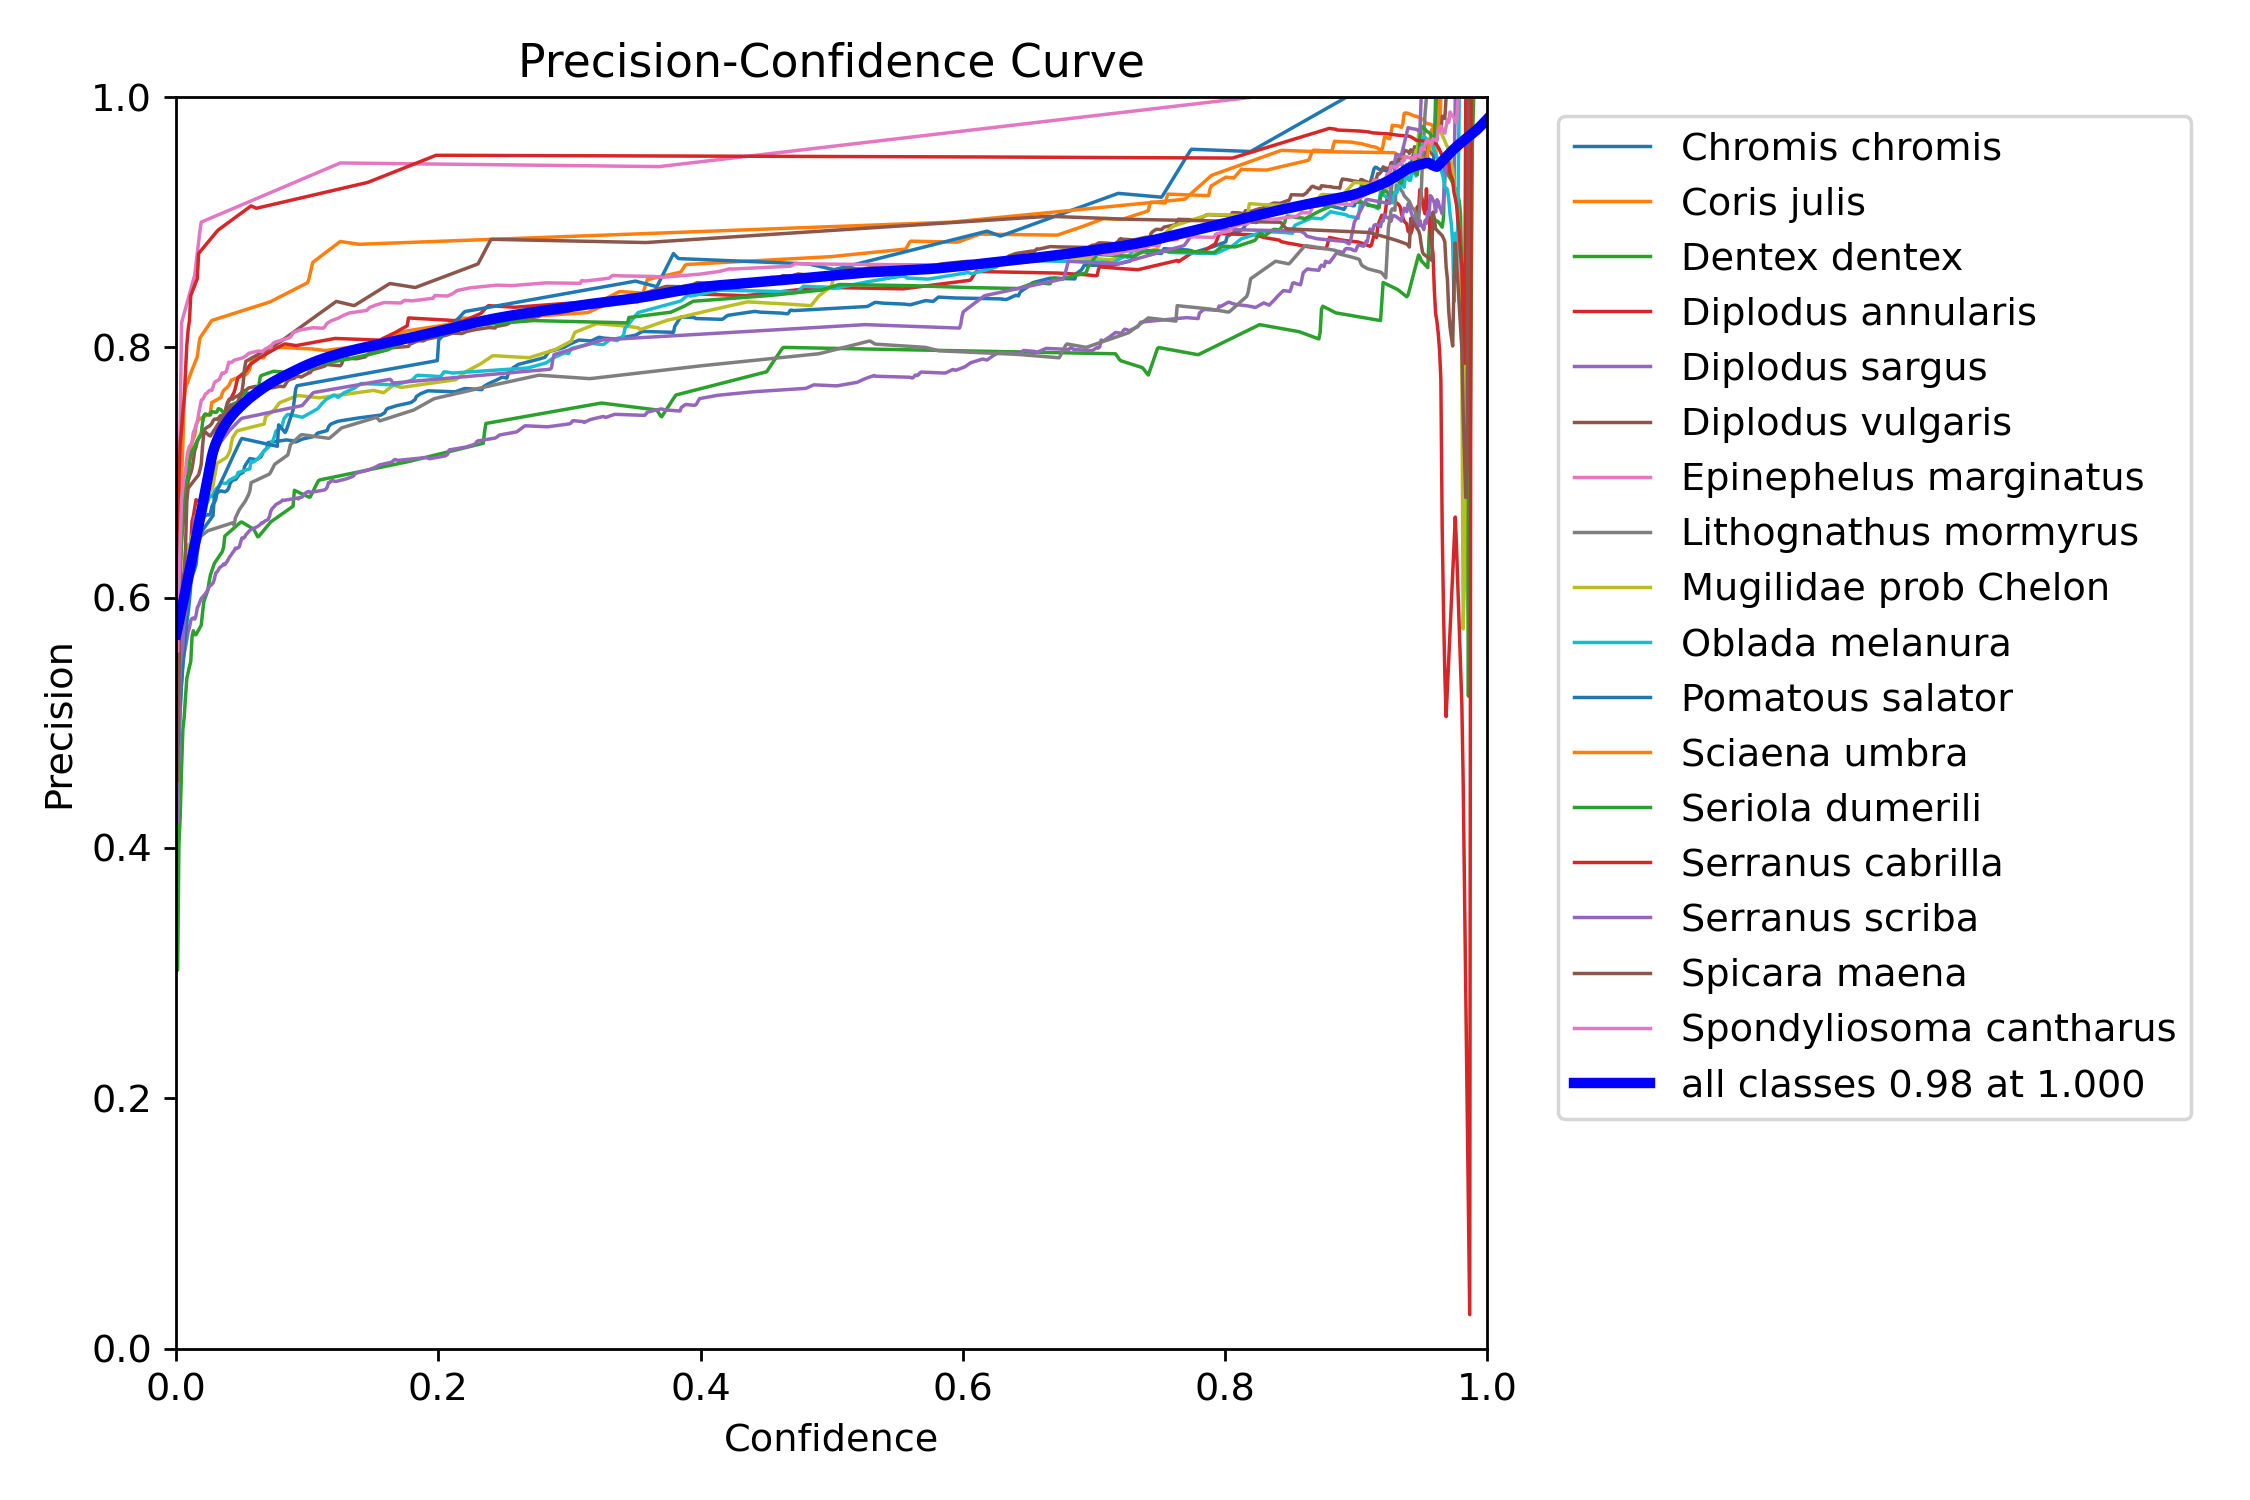 Precision-Confidence Curve
1.0
0.8
0.6
0.4
0.2
0.0
Precision
0.0 0.2 0.4 0.6 0.8 1.0
Confidence
Chromis chromis
Coris julis
Dentex dentex
Diplodus annularis
Diplodus sargus
Diplodus vulgaris
Epinephelus marginatus
Lithognathus mormyrus
Mugilidae prob Chelon
Oblada melanura
Pomatous salator
Sciaena umbra
Seriola dumerili
Serranus cabrilla
Serranus scriba
Spicara maena
Spondyliosoma cantharus
all classes 0.98 at 1.000